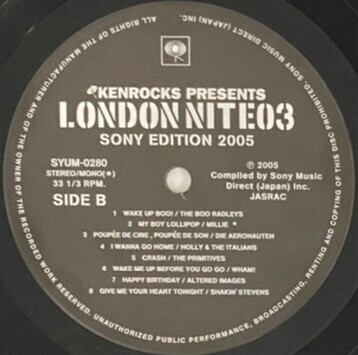 KENROCKS PRESENTS
LONDON NITE 03
SONY EDITION 2005
SYUM-0280
STEREO/MONO(*)
33 1/3 RPM.
SIDE B
℗ 2005
Compiled by Sony Music
Direct (Japan) Inc.
JASRAC
1 WAKE UP BOO! / THE BOO RADLEYS
2 MY BOY LOLLIPOP / MILLIE *
3 POUPÉE DE CIRE, POUPÉE DE SON / DIE AERONAUTEN
4 I WANNA GO HOME / HOLLY & THE ITALIANS
5 CRASH / THE PRIMITIVES
6 WAKE ME UP BEFORE YOU GO GO / WHAM!
7 HAPPY BIRTHDAY / ALTERED IMAGES
8 GIVE ME YOUR HEART TONIGHT / SHAKIN' STEVENS
ALL RIGHTS OF THE MANUFACTURER AND OF THE OWNER OF THE RECORDED WORK RESERVED. UNAUTHORIZED PUBLIC PERFORMANCE, BROADCASTING, RENTING AND COPYING OF THIS DISC PROHIBITED. SONY MUSIC DIRECT (JAPAN) INC.